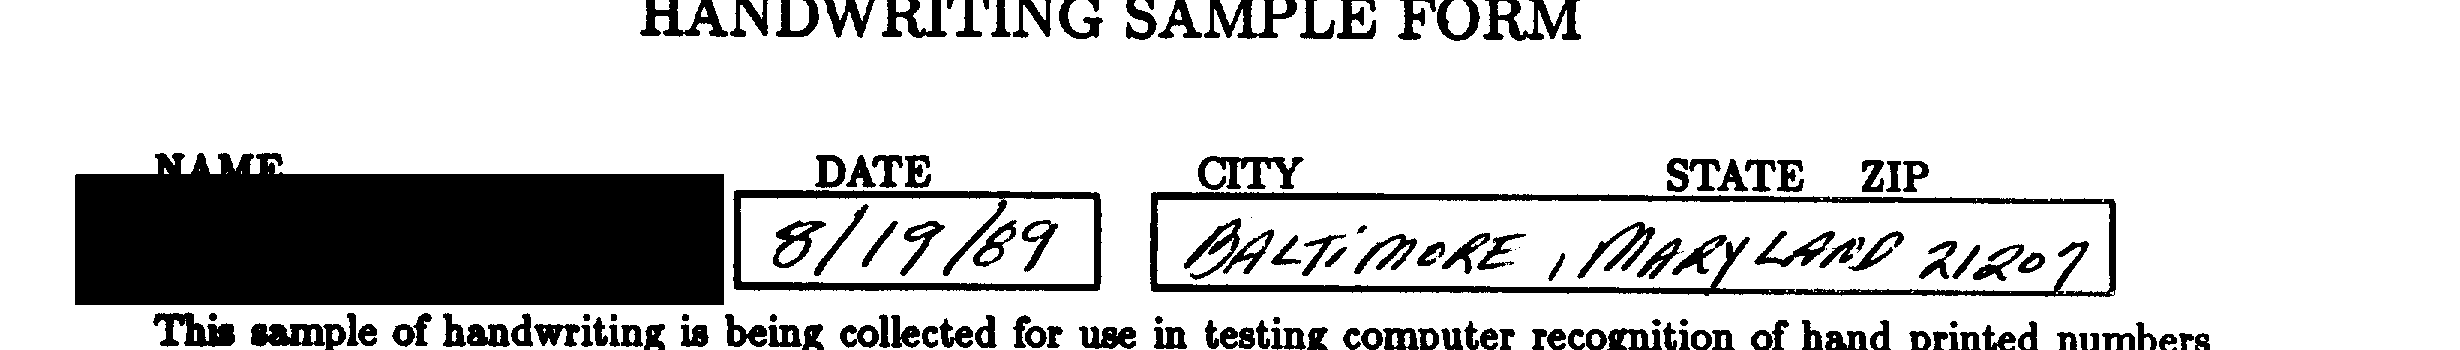 HANDWRITING SAMPLE FORM
NAME DATE CITY STATE ZIP
8/19/89 BALTIMORE, MARYLAND 21207
This sample of handwriting is being collected for use in testing computer recognition of hand printed numbers